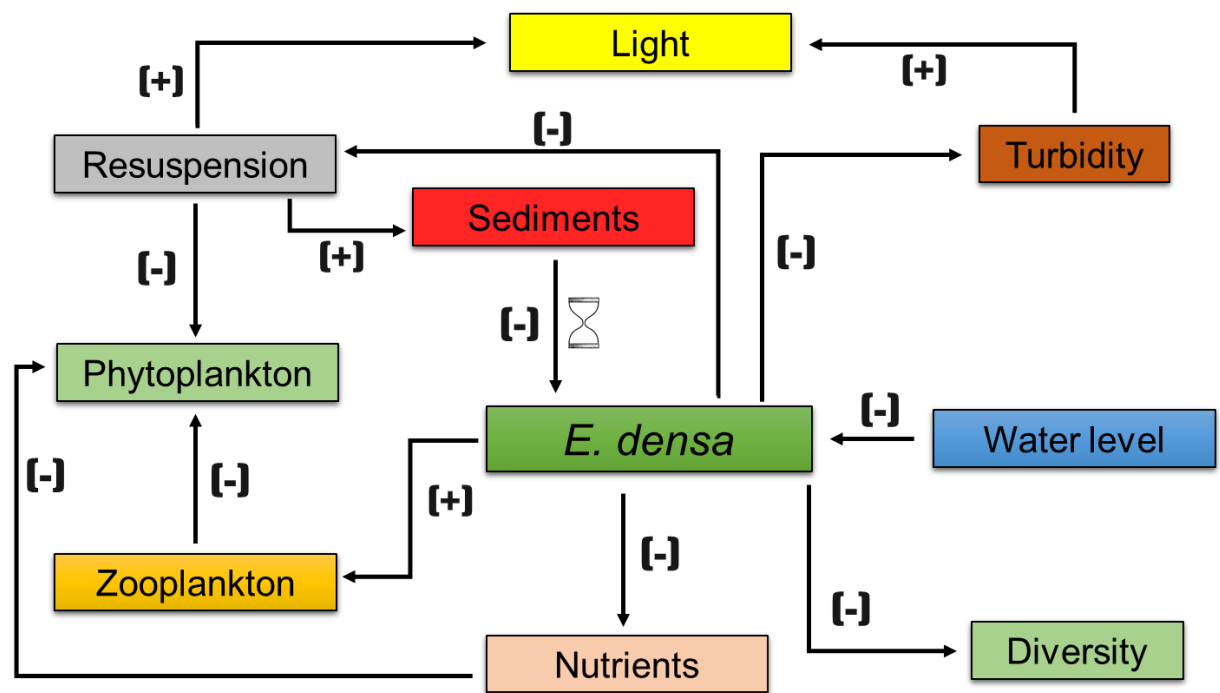 Light
(+)
(+)
(-)
Resuspension
Turbidity
Sediments
(-)
(+)
(-)
(-)
Phytoplankton
(-)
E. densa
Water level
(-)
(-)
(+)
(-)
Zooplankton
(-)
Nutrients
Diversity